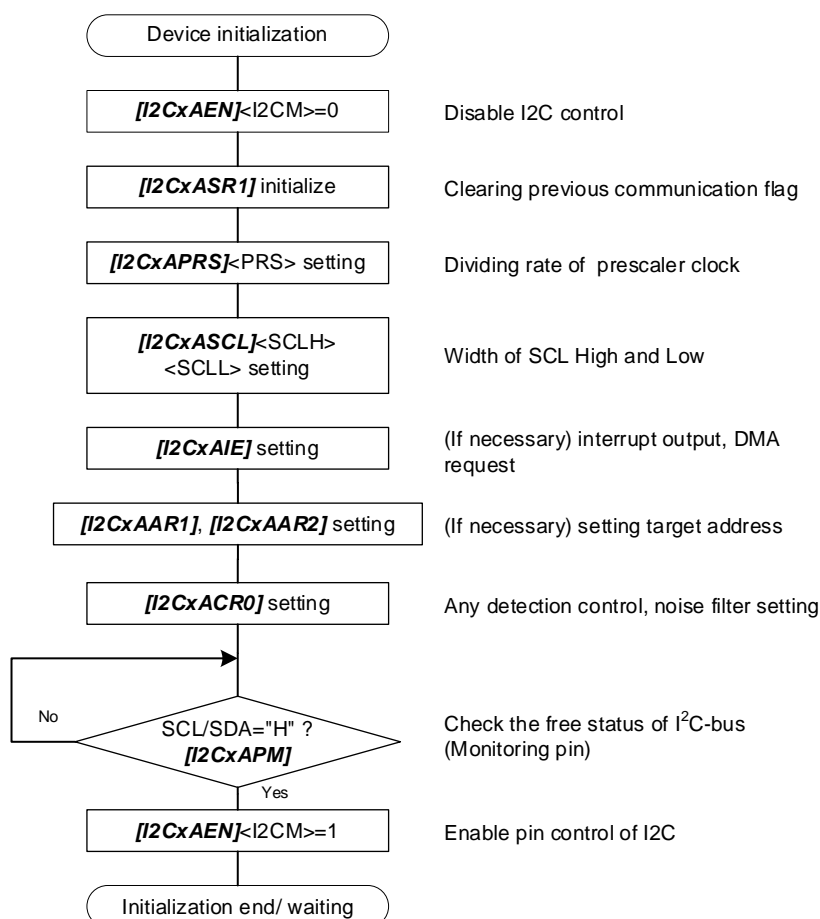 Device initialization
[I2CxAEN]<I2CM>=0 Disable I2C control
[I2CxASR1] initialize Clearing previous communication flag
[I2CxAPRS]<PRS> setting Dividing rate of prescaler clock
[I2CxASCL]<SCLH>
<SCLL> setting
Width of SCL High and Low
[I2CxAIE] setting
(If necessary) interrupt output, DMA
request
[I2CxAAR1], [I2CxAAR2] setting (If necessary) setting target address
[I2CxACR0] setting Any detection control, noise filter setting
No
SCL/SDA="H" ?
[I2CxAPM]
Check the free status of I²C-bus
(Monitoring pin)
Yes
[I2CxAEN]<I2CM>=1 Enable pin control of I2C
Initialization end/ waiting